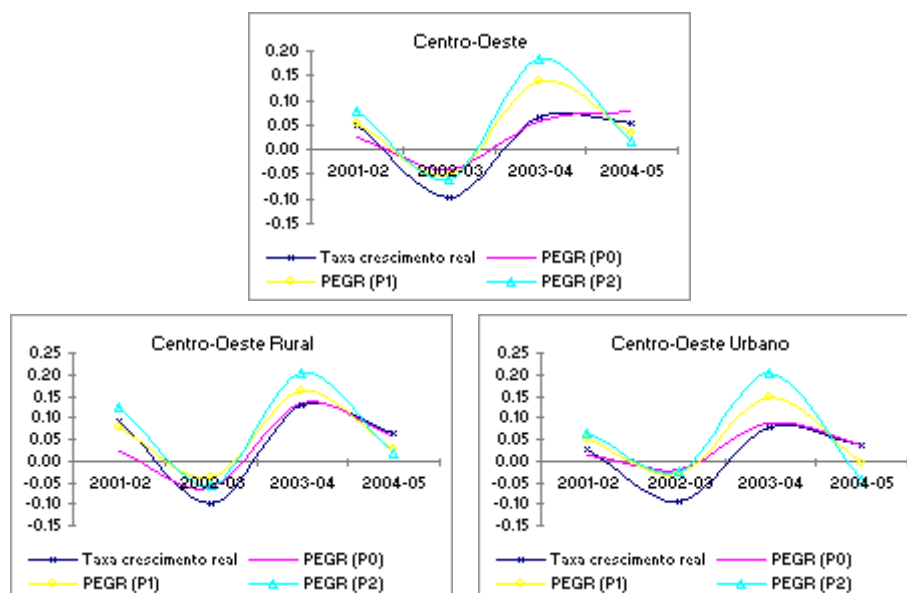 Centro-Oeste
0.20
0.15
0.10
0.05
0.00
-0.05
-0.10
-0.15
2001-02 2002-03 2003-04 2004-05
Taxa crescimento real PEGR (P0)
PEGR (P1) PEGR (P2)
Centro-Oeste Rural
0.25
0.20
0.15
0.10
0.05
0.00
-0.05
-0.10
-0.15
2001-02 2002-03 2003-04 2004-05
Taxa crescimento real PEGR (P0)
PEGR (P1) PEGR (P2)
Centro-Oeste Urbano
0.25
0.20
0.15
0.10
0.05
0.00
-0.05
-0.10
-0.15
2001-02 2002-03 2003-04 2004-05
Taxa crescimento real PEGR (P0)
PEGR (P1) PEGR (P2)